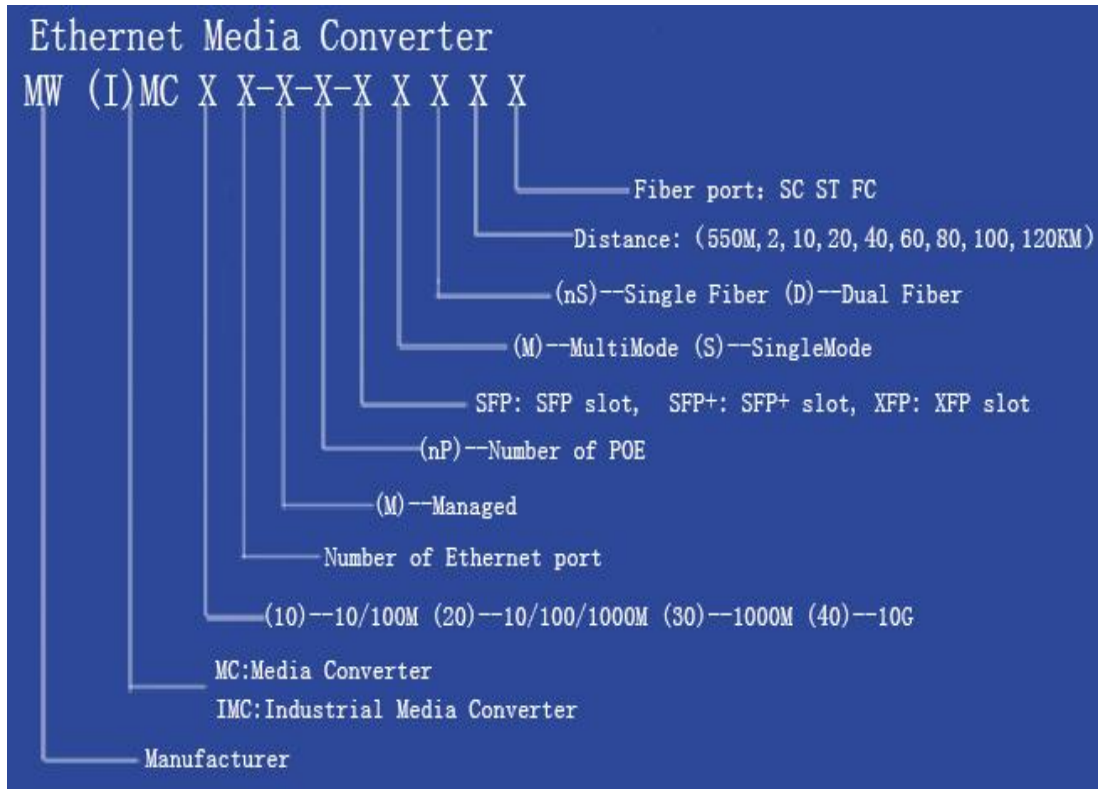 Ethernet Media Converter
MW (I)MC X X-X-X-X X X X X
Fiber port: SC ST FC
Distance: (550M,2,10,20,40,60,80,100,120KM)
(nS)--Single Fiber (D)--Dual Fiber
(M)--MultiMode (S)--SingleMode
SFP: SFP slot, SFP+: SFP+ slot, XFP: XFP slot
(nP)--Number of POE
(M)--Managed
Number of Ethernet port
(10)--10/100M (20)--10/100/1000M (30)--1000M (40)--10G
MC:Media Converter
IMC:Industrial Media Converter
Manufacturer